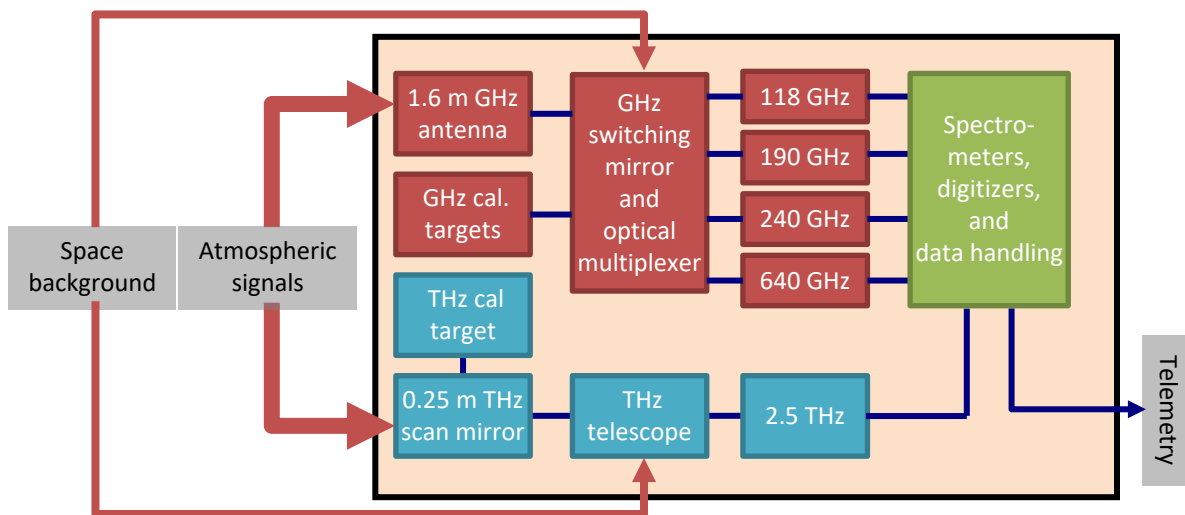 1.6 m GHz
antenna
GHz cal.
targets
GHz
switching
mirror
and
optical
multiplexer
118 GHz
190 GHz
240 GHz
640 GHz
Spectro-
meters,
digitizers,
and
data handling
Space
background
Atmospheric
signals
THz cal
target
0.25 m THz
scan mirror
THz
telescope
2.5 THz
Telemetry